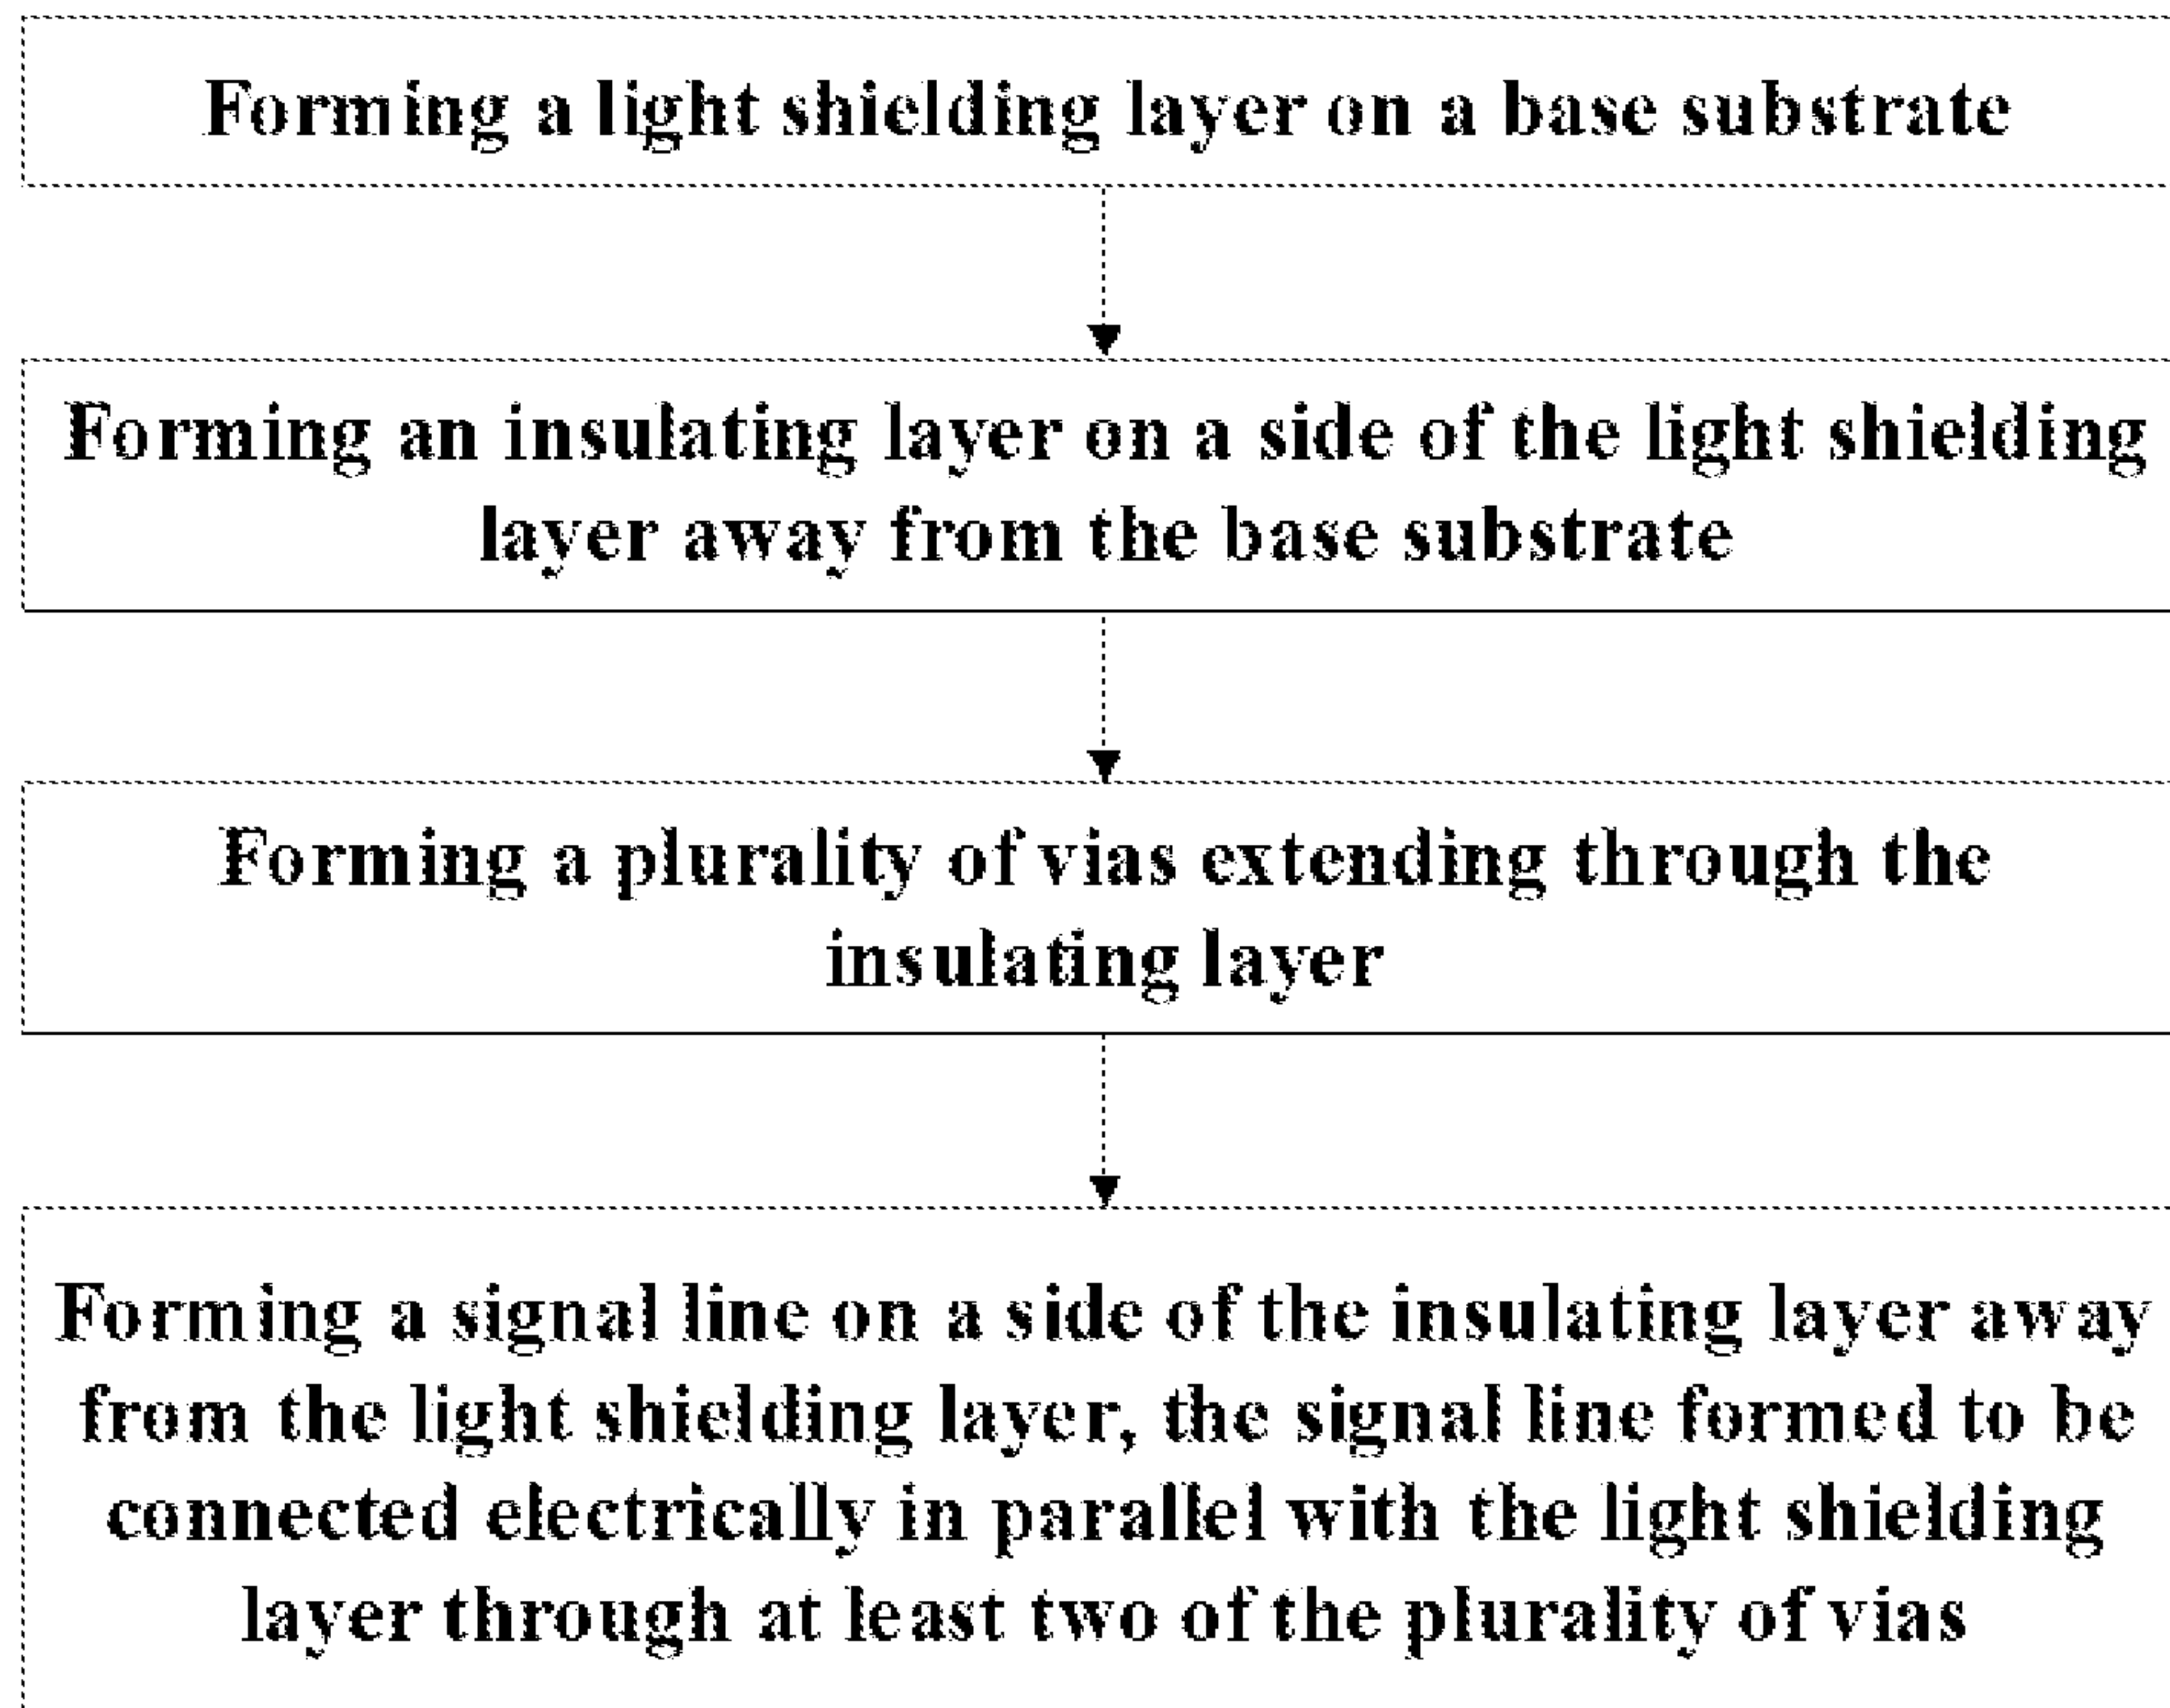 Forming a light shielding layer on a base substrate
Forming an insulating layer on a side of the light shielding
layer away from the base substrate
Forming a plurality of vias extending through the
insulating layer
Forming a signal line on a side of the insulating layer away
from the light shielding layer, the signal line formed to be
connected electrically in parallel with the light shielding
layer through at least two of the plurality of vias